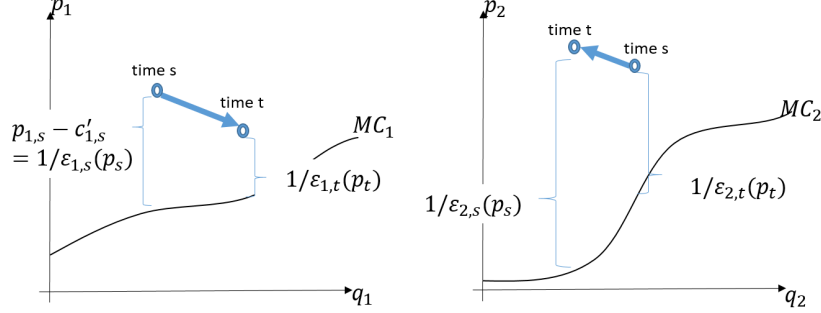 p₁
time s
time t
MC₁
p₁,ₛ − c′₁,ₛ
= 1/ε₁,ₛ(pₛ)
1/ε₁,ₜ(pₜ)
q₁
p₂
time t
time s
MC₂
1/ε₂,ₛ(pₛ)
1/ε₂,ₜ(pₜ)
q₂